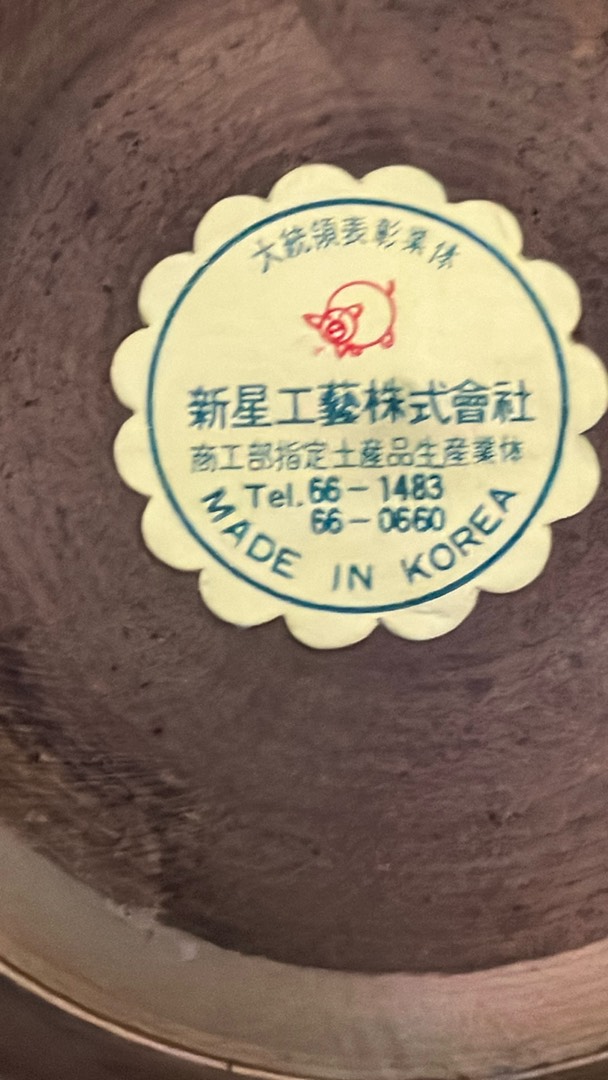 大統領表彰業体
新星工藝株式會社
商工部指定土産品生産業体
Tel. 66-1483
66-0660
MADE IN KOREA